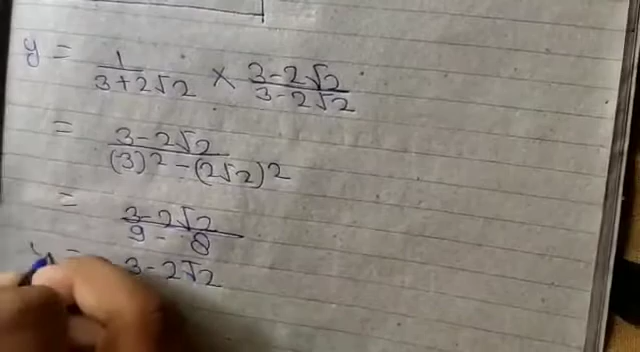 y = 1/(3+2√2) × (3-2√2)/(3-2√2)
= (3-2√2)/((3)² - (2√2)²)
= (3-2√2)/(9-8)
y = 3-2√2